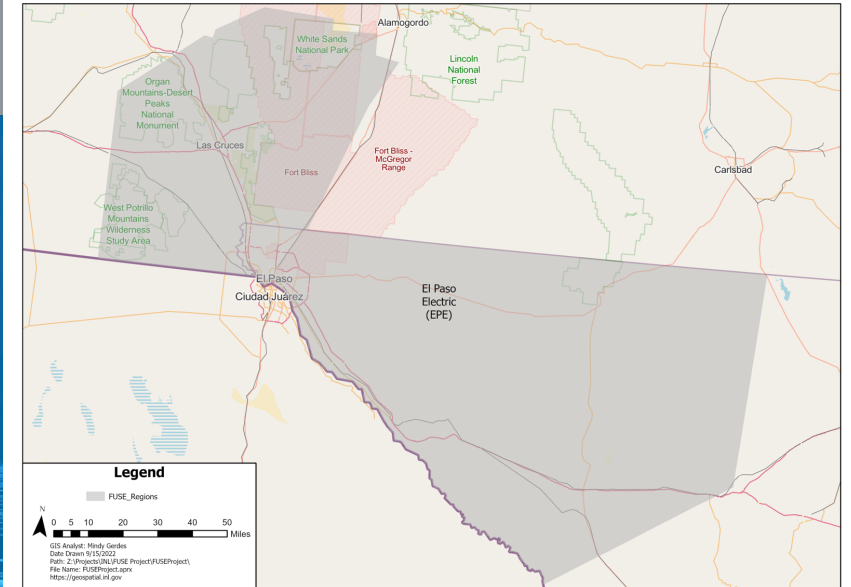 Alamogordo
White Sands
National Park
Lincoln
National
Forest
Organ
Mountains-Desert
Peaks
National
Monument
Las Cruces
Fort Bliss -
McGregor
Range
Fort Bliss
Carlsbad
West Potrillo
Mountains
Wilderness
Study Area
El Paso
Ciudad Juárez
El Paso
Electric
(EPE)
Legend
FUSE_Regions
N
0 5 10 20 30 40 50
Miles
GIS Analyst: Mindy Gerdes
Date Drawn 9/15/2022
Path: Z:\Projects\INL\FUSE Project\FUSEProject\
File Name: FUSEProject.aprx
https://geospatial.inl.gov